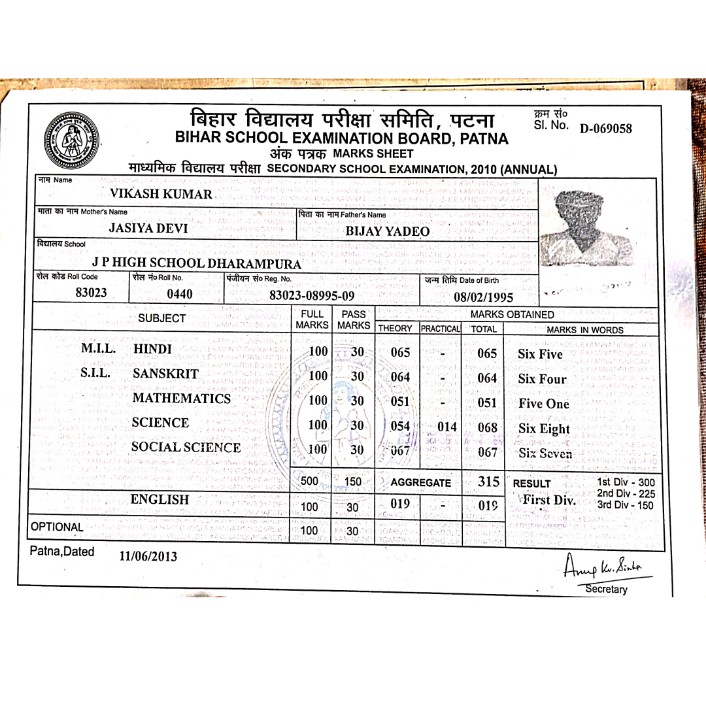 बिहार विद्यालय परीक्षा समिति, पटना
क्रम सं०
BIHAR SCHOOL EXAMINATION BOARD, PATNA
Sl. No. D-069058
अंक पत्रक MARKS SHEET
माध्यमिक विद्यालय परीक्षा SECONDARY SCHOOL EXAMINATION, 2010 (ANNUAL)
नाम Name
VIKASH KUMAR
माता का नाम Mother's Name पिता का नाम Father's Name
JASIYA DEVI BIJAY YADEO
विद्यालय School
J P HIGH SCHOOL DHARAMPURA
रोल कोड Roll Code रोल नं० Roll No. पंजीयन सं० Reg. No. जन्म तिथि Date of Birth
83023 0440 83023-08995-09 08/02/1995
SUBJECT FULL MARKS PASS MARKS MARKS OBTAINED
THEORY PRACTICAL TOTAL MARKS IN WORDS
M.I.L. HINDI 100 30 065 - 065 Six Five
S.I.L. SANSKRIT 100 30 064 - 064 Six Four
MATHEMATICS 100 30 051 - 051 Five One
SCIENCE 100 30 054 014 068 Six Eight
SOCIAL SCIENCE 100 30 067 067 Six Seven
500 150 AGGREGATE 315 RESULT 1st Div - 300
2nd Div - 225
3rd Div - 150
ENGLISH 100 30 019 - 019 First Div.
OPTIONAL 100 30
Patna,Dated 11/06/2013
Anup Kr. Sinha
Secretary